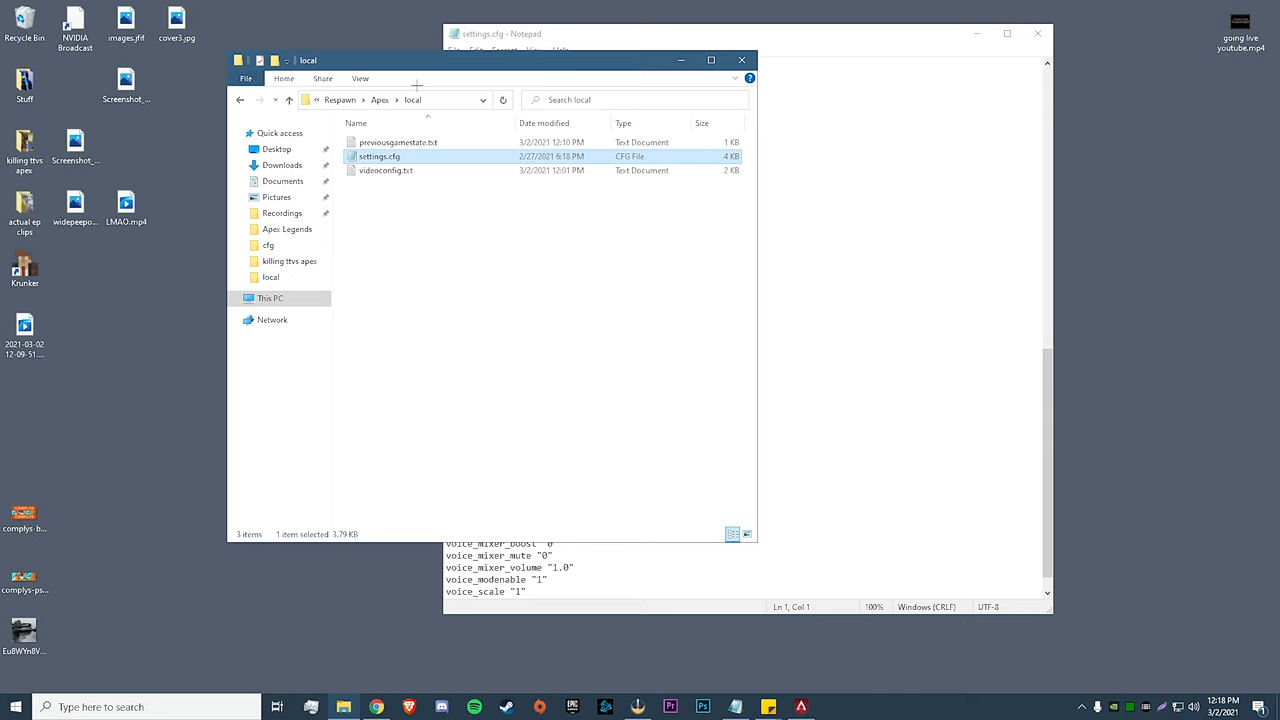 Recycle Bin
NVIDIA
Broadcast
images.jfif
cover3.jpg
Stuff
Screenshot_...
killing ttvs
apex
Screenshot_...
actual ep
clips
widepeepo...
LMAO.mp4
Krunker
2021-03-02
12-09-51....
complys-b...
complys-ps...
Eu8WYn8V...
going live
youtube.mp4
settings.cfg - Notepad
local
File
Home
Share
View
« Respawn > Apex > local
Search local
Name
Date modified
Type
Size
previousgamestate.txt
3/2/2021 12:10 PM
Text Document
1 KB
settings.cfg
2/27/2021 6:18 PM
CFG File
4 KB
videoconfig.txt
3/2/2021 12:01 PM
Text Document
2 KB
Quick access
Desktop
Downloads
Documents
Pictures
Recordings
Apex Legends
cfg
killing ttvs apex
local
This PC
Network
3 items
1 item selected 3.79 KB
voice_mixer_boost "0"
voice_mixer_mute "0"
voice_mixer_volume "1.0"
voice_modenable "1"
voice_scale "1"
Ln 1, Col 1
100%
Windows (CRLF)
UTF-8
Type here to search
EPIC
Pr
Ps
12:18 PM
3/2/2021